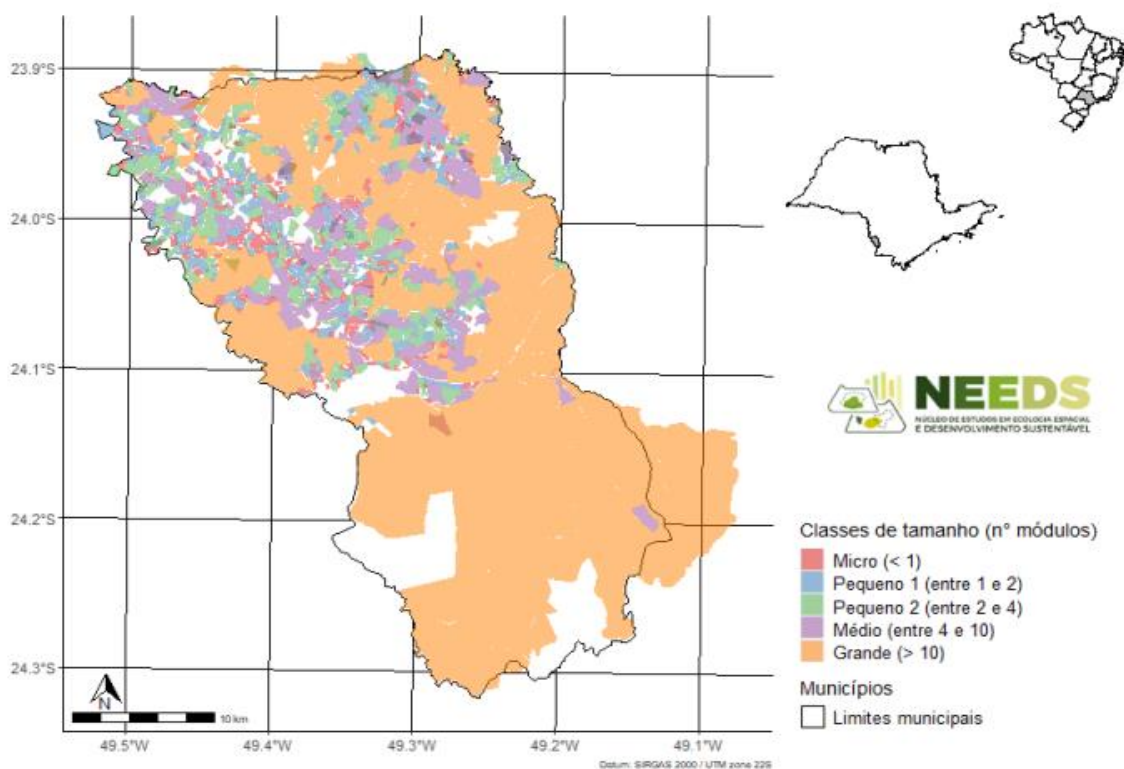 23.9°S
24.0°S
24.1°S
24.2°S
24.3°S
N
10 km
49.5°W
49.4°W
49.3°W
49.2°W
49.1°W
Datum: SIRGAS 2000 / UTM zone 22S
NEEDS
NÚCLEO DE ESTUDOS EM ECOLOGIA ESPACIAL
E DESENVOLVIMENTO SUSTENTÁVEL
Classes de tamanho (n° módulos)
Micro (< 1)
Pequeno 1 (entre 1 e 2)
Pequeno 2 (entre 2 e 4)
Médio (entre 4 e 10)
Grande (> 10)
Municípios
Limites municipais